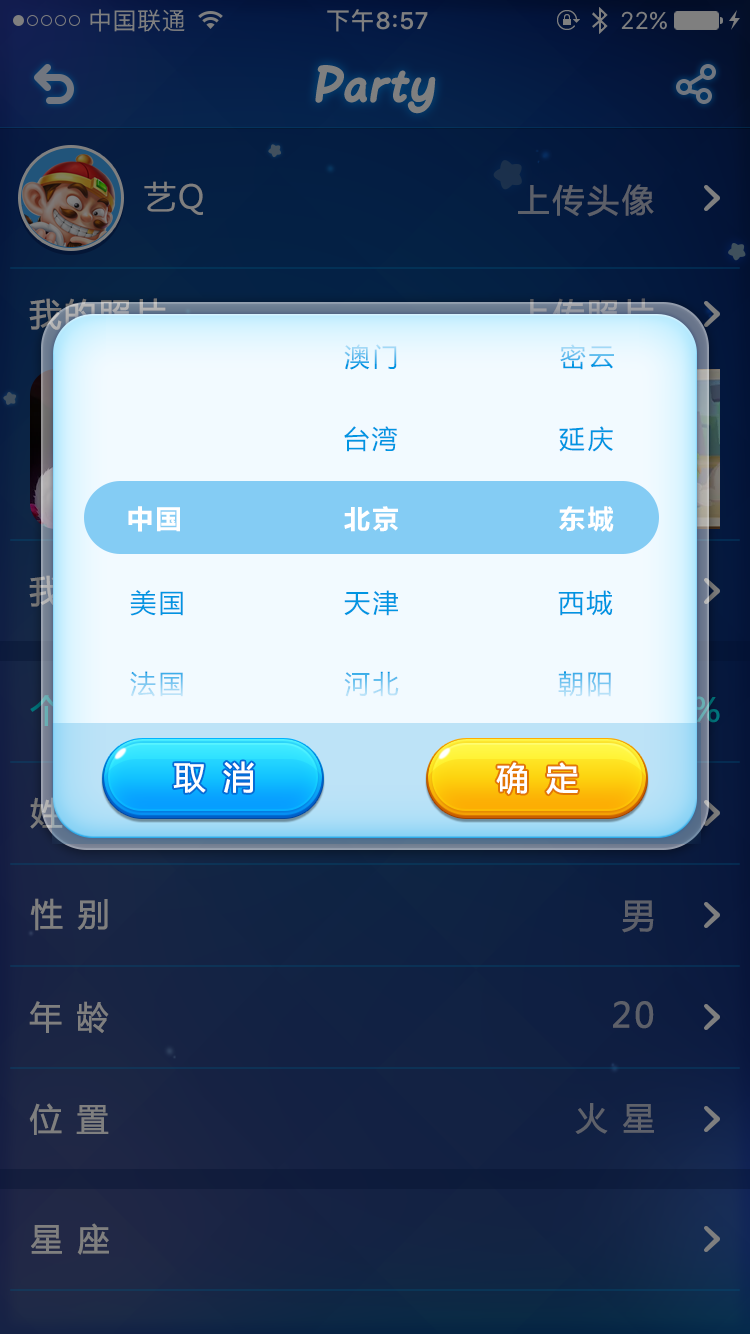 中国联通 下午8:57 22%
Party
艺Q 上传头像
我的照片 上传照片
澳门 密云
台湾 延庆
中国 北京 东城
美国 天津 西城
法国 河北 朝阳
我
个 %
取消 确定
姓
性别 男
年龄 20
位置 火星
星座